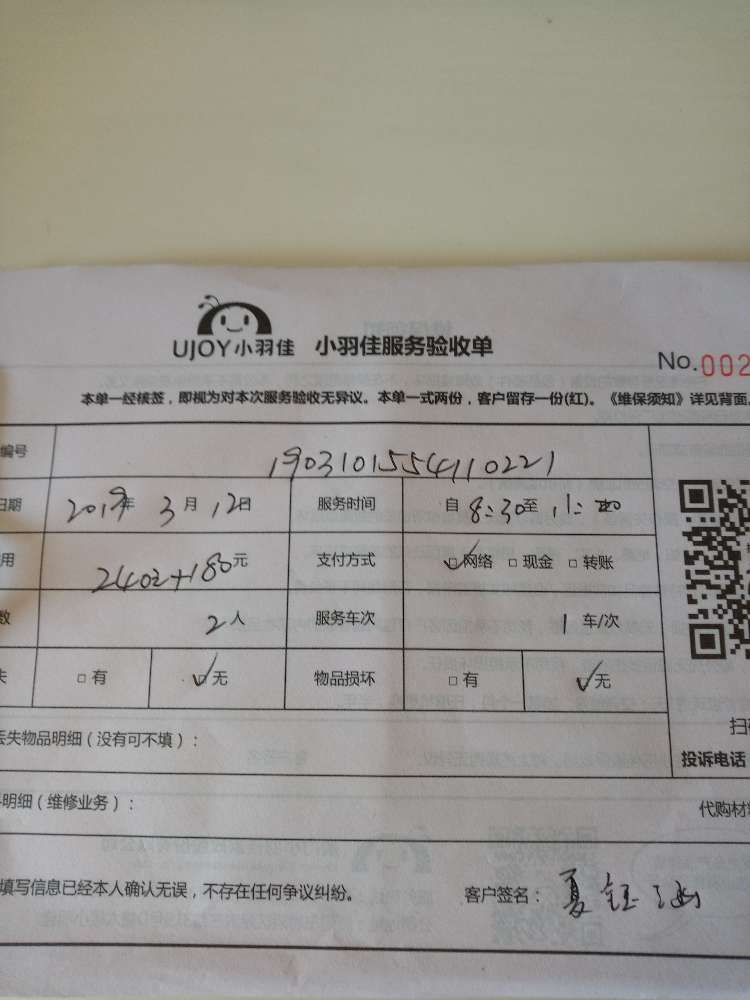 UJOY小羽佳 小羽佳服务验收单
No.002
本单一经核签，即视为对本次服务验收无异议。本单一式两份，客户留存一份(红)。《维保须知》详见背面。
编号 1903101554110221
日期 2019年 3月 12日 服务时间 自 8:30至 11:
用 2402+180元 支付方式 ☑网络 □现金 □转账
数 2人 服务车次 1 车/次
失 □有 ☑无 物品损坏 □有 ☑无
扫
丢失物品明细（没有可不填）：
投诉电话
明细（维修业务）：
代购材
填写信息已经本人确认无误，不存在任何争议纠纷。 客户签名：夏钰